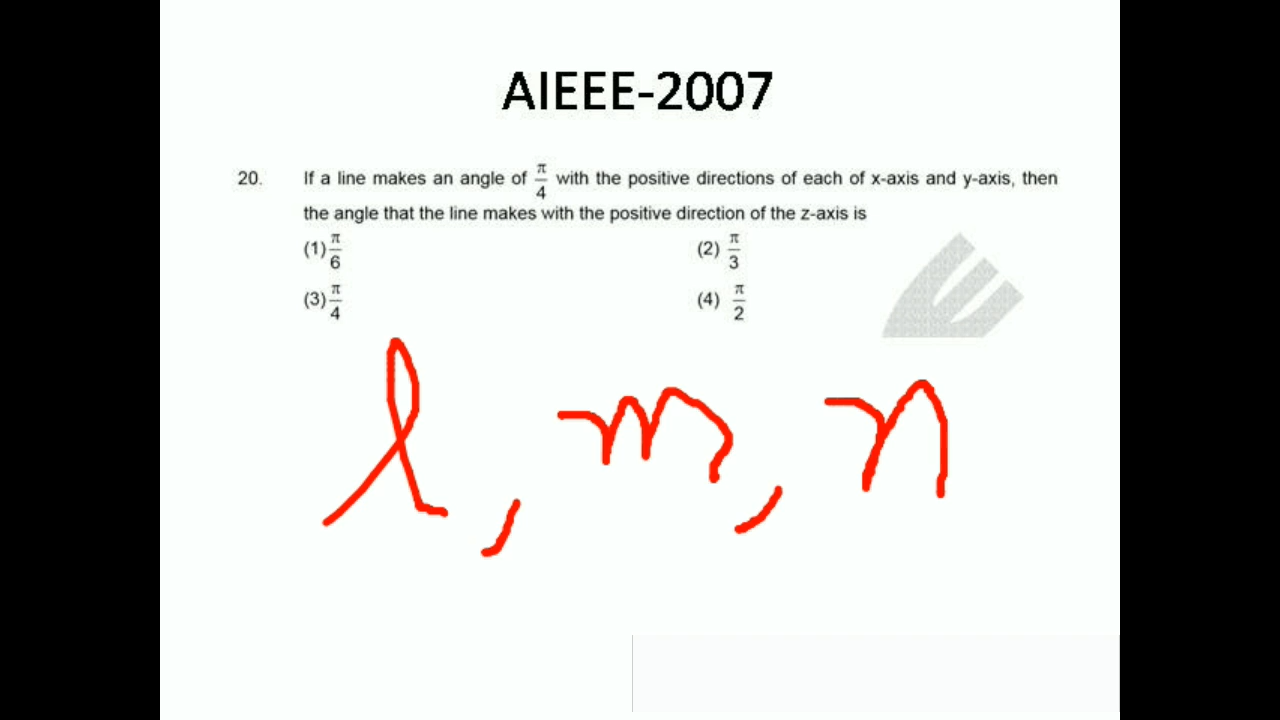 AIEEE-2007
20. If a line makes an angle of π/4 with the positive directions of each of x-axis and y-axis, then
the angle that the line makes with the positive direction of the z-axis is
(1) π/6 (2) π/3
(3) π/4 (4) π/2
l, m, n